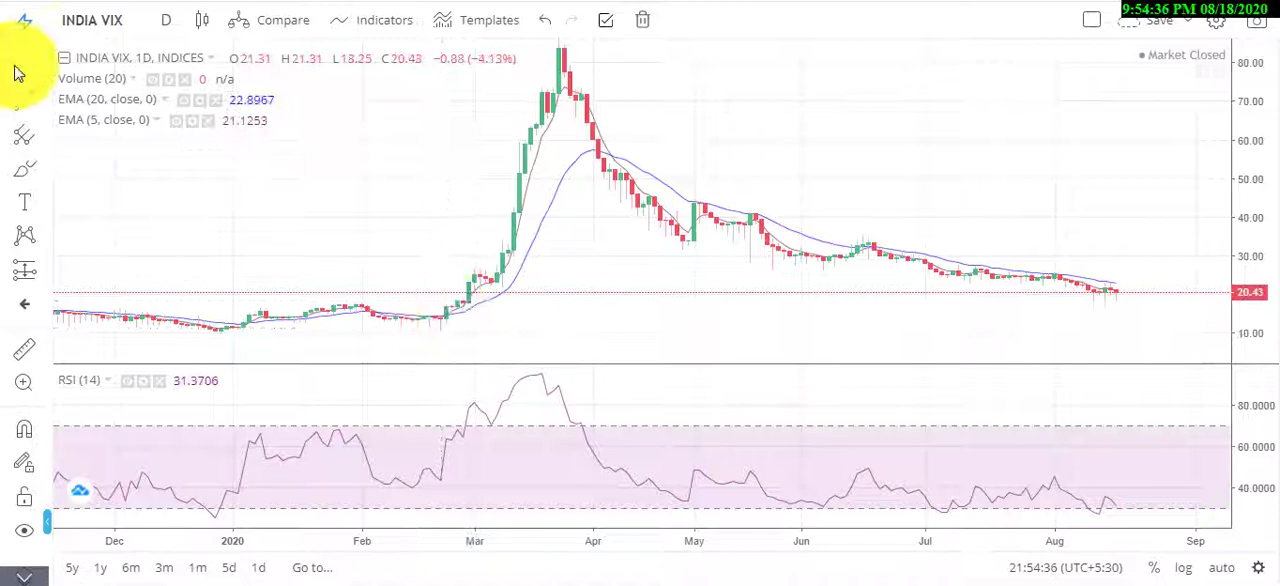 9:54:36 PM 08/18/2020
INDIA VIX D Compare Indicators Templates Save
INDIA VIX, 1D, INDICES O21.31 H21.31 L18.25 C20.43 −0.88 (−4.13%)
Market Closed
Volume (20) 0 n/a
EMA (20, close, 0) 22.8967
EMA (5, close, 0) 21.1253
80.00
70.00
60.00
50.00
40.00
30.00
20.43
10.00
RSI (14) 31.3706
80.0000
60.0000
40.0000
Dec 2020 Feb Mar Apr May Jun Jul Aug Sep
5y 1y 6m 3m 1m 5d 1d Go to... 21:54:36 (UTC+5:30) % log auto